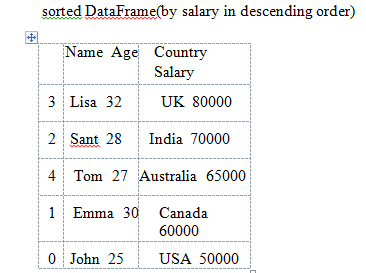 sorted DataFrame(by salary in descending order)
Name Age Country
Salary
3 Lisa 32 UK 80000
2 Sant 28 India 70000
4 Tom 27 Australia 65000
1 Emma 30 Canada
60000
0 John 25 USA 50000